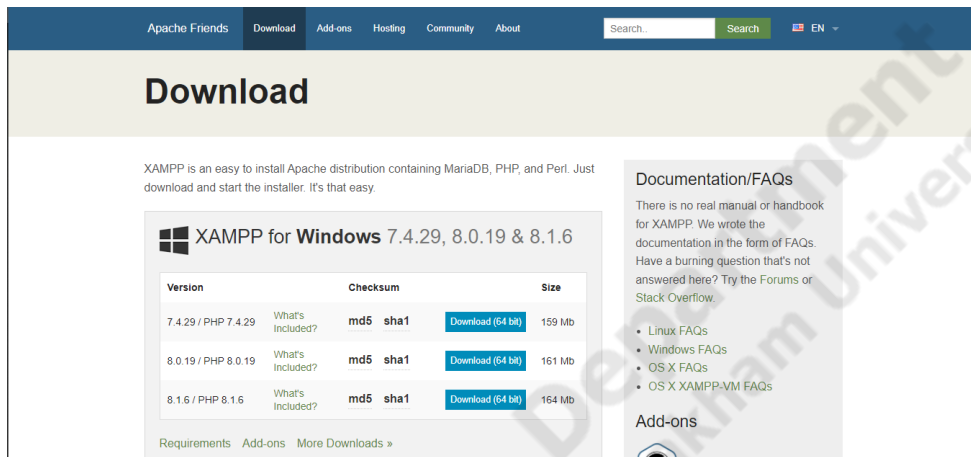 Apache Friends Download Add-ons Hosting Community About Search.. Search EN
Download
XAMPP is an easy to install Apache distribution containing MariaDB, PHP, and Perl. Just
download and start the installer. It's that easy.
XAMPP for Windows 7.4.29, 8.0.19 & 8.1.6
Version Checksum Size
7.4.29 / PHP 7.4.29 What's Included? md5 sha1 Download (64 bit) 159 Mb
8.0.19 / PHP 8.0.19 What's Included? md5 sha1 Download (64 bit) 161 Mb
8.1.6 / PHP 8.1.6 What's Included? md5 sha1 Download (64 bit) 164 Mb
Requirements Add-ons More Downloads »
Documentation/FAQs
There is no real manual or handbook
for XAMPP. We wrote the
documentation in the form of FAQs.
Have a burning question that's not
answered here? Try the Forums or
Stack Overflow.
• Linux FAQs
• Windows FAQs
• OS X FAQs
• OS X XAMPP-VM FAQs
Add-ons
Department